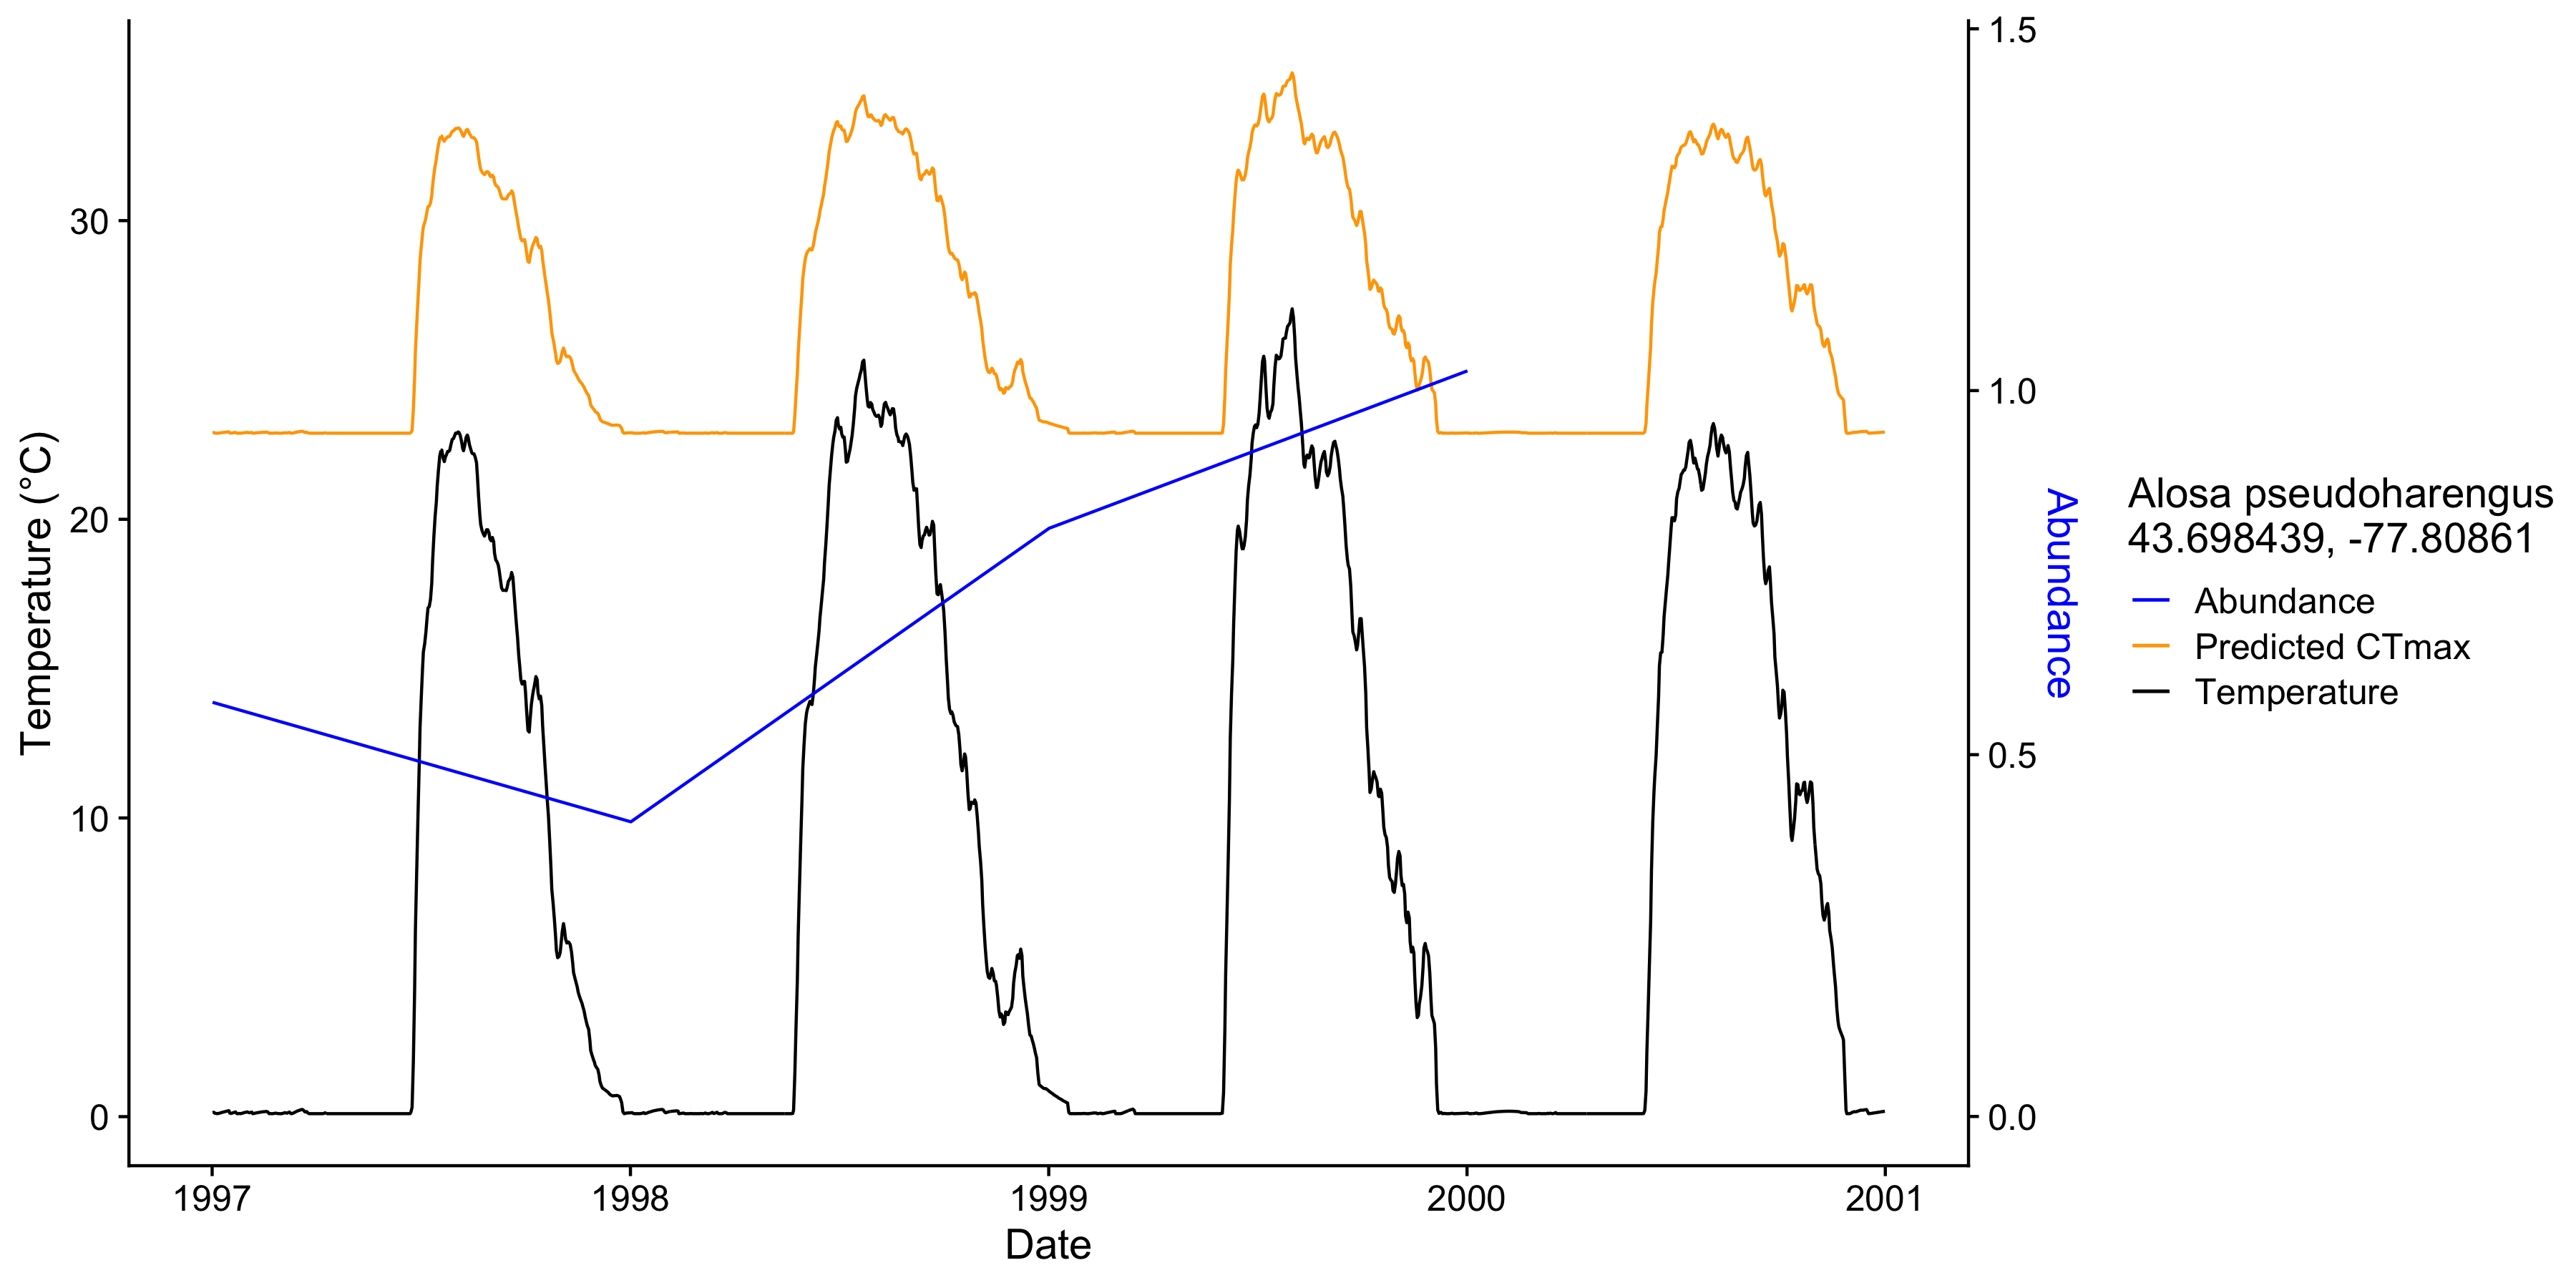 Temperature (°C)
30
20
10
0
1997
1998
1999
2000
2001
Date
1.5
1.0
0.5
0.0
Abundance
Alosa pseudoharengus
43.698439, -77.80861
Abundance
Predicted CTmax
Temperature